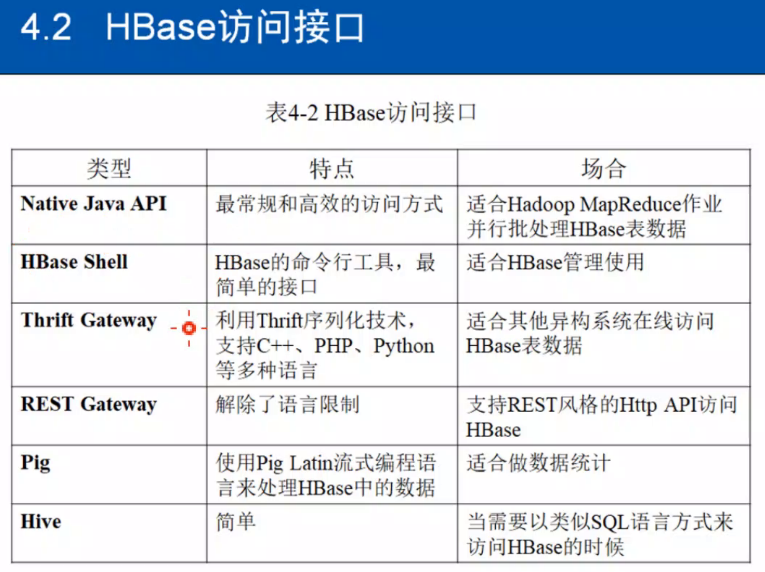 4.2 HBase访问接口
表4-2 HBase访问接口
类型 特点 场合
Native Java API 最常规和高效的访问方式 适合Hadoop MapReduce作业
并行批处理HBase表数据
HBase Shell HBase的命令行工具，最 适合HBase管理使用
简单的接口
Thrift Gateway 利用Thrift序列化技术， 适合其他异构系统在线访问
支持C++、PHP、Python HBase表数据
等多种语言
REST Gateway 解除了语言限制 支持REST风格的Http API访问
HBase
Pig 使用Pig Latin流式编程语 适合做数据统计
言来处理HBase中的数据
Hive 简单 当需要以类似SQL语言方式来
访问HBase的时候